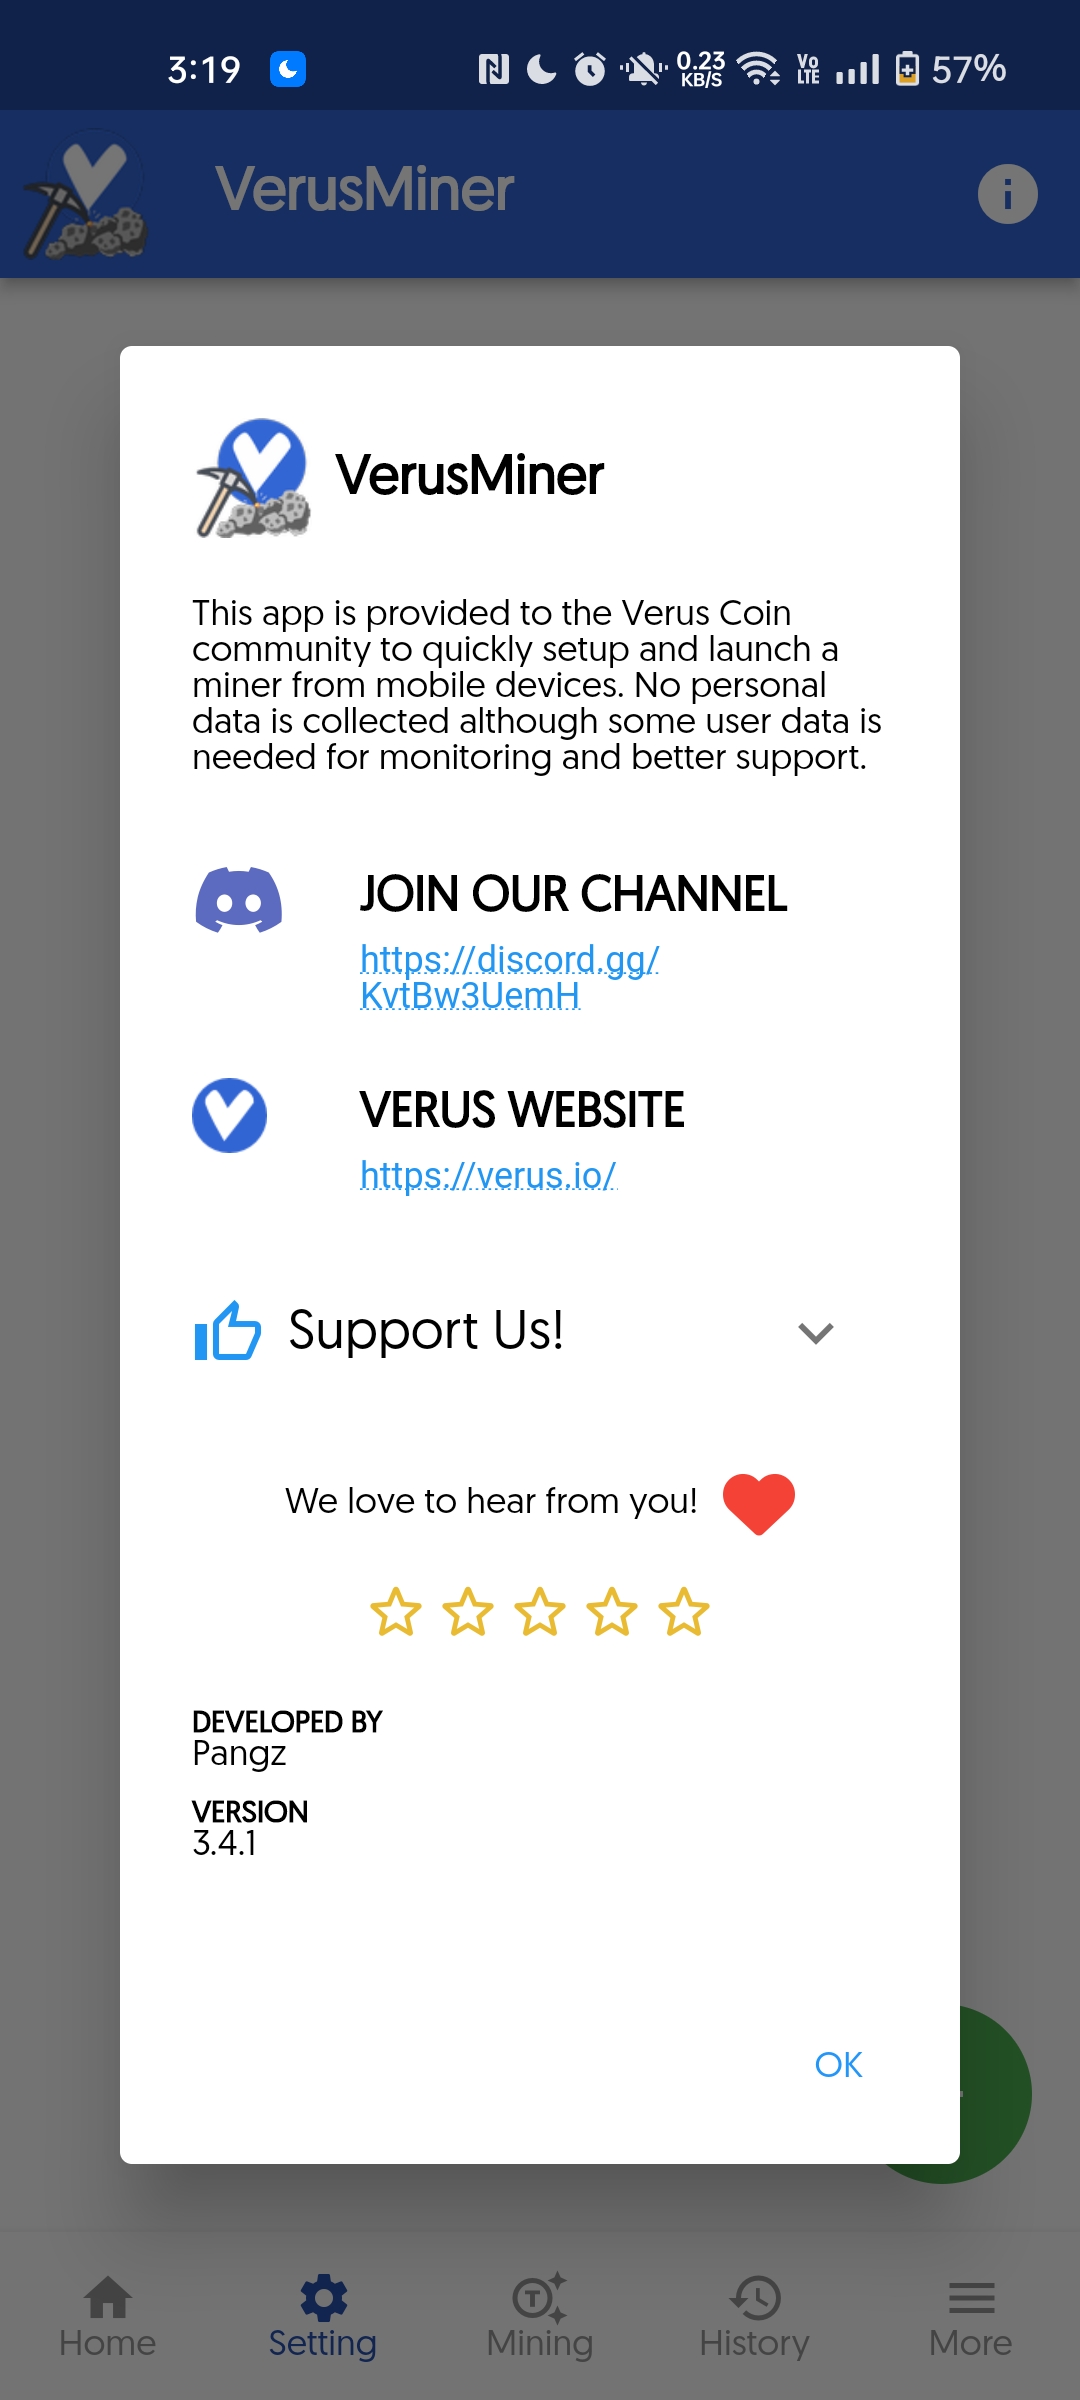 3:19
0.23
KB/S
Vo
LTE
57%
VerusMiner
VerusMiner
This app is provided to the Verus Coin
community to quickly setup and launch a
miner from mobile devices. No personal
data is collected although some user data is
needed for monitoring and better support.
JOIN OUR CHANNEL
https://discord.gg/
KvtBw3UemH
VERUS WEBSITE
https://verus.io/
Support Us!
We love to hear from you!
DEVELOPED BY
Pangz
VERSION
3.4.1
OK
Home
Setting
Mining
History
More